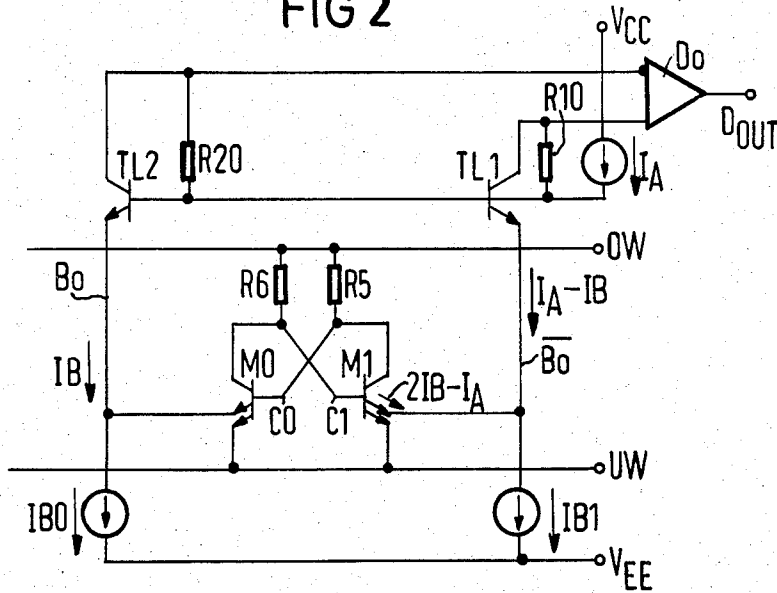 FIG 2
VCC
Do
R10
DOUT
TL2
R20
TL1
IA
OW
Bo
R6
R5
IA-IB
M0
M1
Bo
IB
2IB-IA
C0
C1
UW
IB0
IB1
VEE